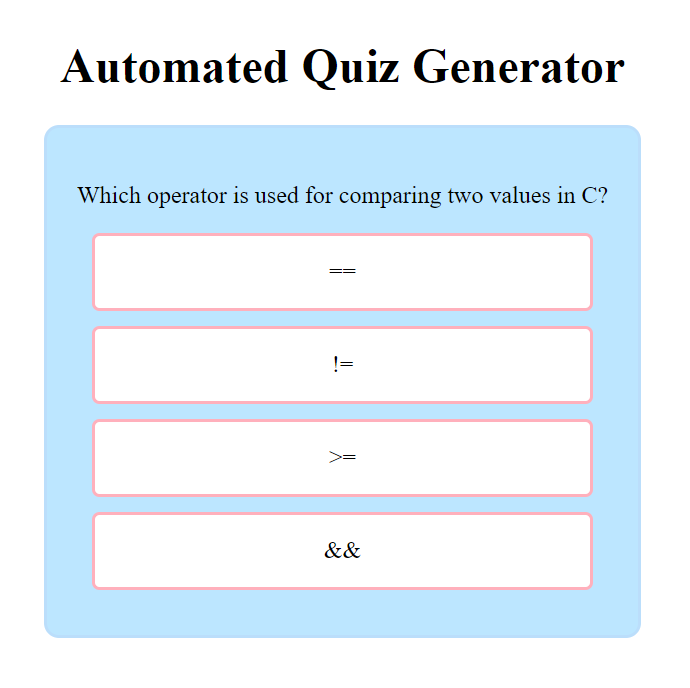 Automated Quiz Generator
Which operator is used for comparing two values in C?
==
!=
>=
&&